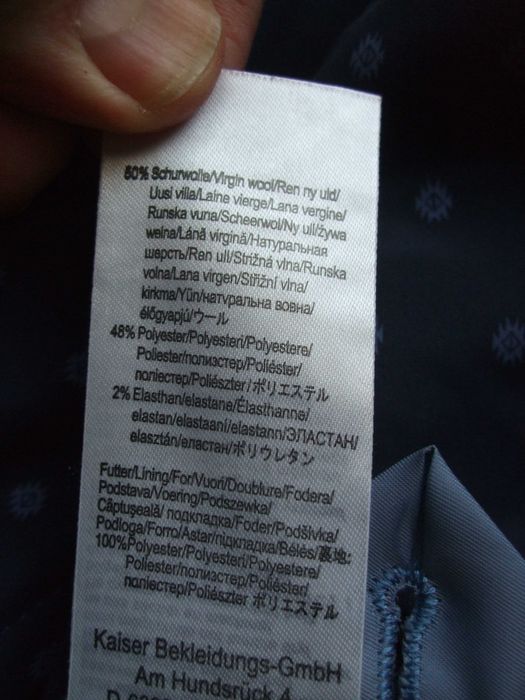 50% Schurwolle/Virgin wool/Ren ny uld/
Uusi villa/Laine vierge/Lana vergine/
Runska vuna/Scheerwol/Ny ull/żywa
wełna/Lână virgină/Натуральная
шерсть/Ren ull/Strižná vlna/Runska
volna/Lana virgen/Střižní vlna/
kirkma/Yün/натуральна вовна/
élőgyapjú/ウール
48% Polyester/Polyesteri/Polyestere/
Poliester/полиэстер/Poliéster/
поліестер/Poliészter/ポリエステル
2% Elasthan/elastane/Élasthanne/
elastan/elastaani/elastann/ЭЛАСТАН/
elasztán/еластан/ポリウレタン
Futter/Lining/For/Vuori/Doublure/Fodera/
Podstava/Voering/Podszewka/
Căptuşeală/подкладка/Foder/Podšívka/
Podloga/Forro/Astar/підкладка/Bélés/裏地:
100%Polyester/Polyesteri/Polyestere/
Poliester/полиэстер/Poliéster/
поліестер/Poliészter ポリエステル
Kaiser Bekleidungs-GmbH
Am Hundsrück 4